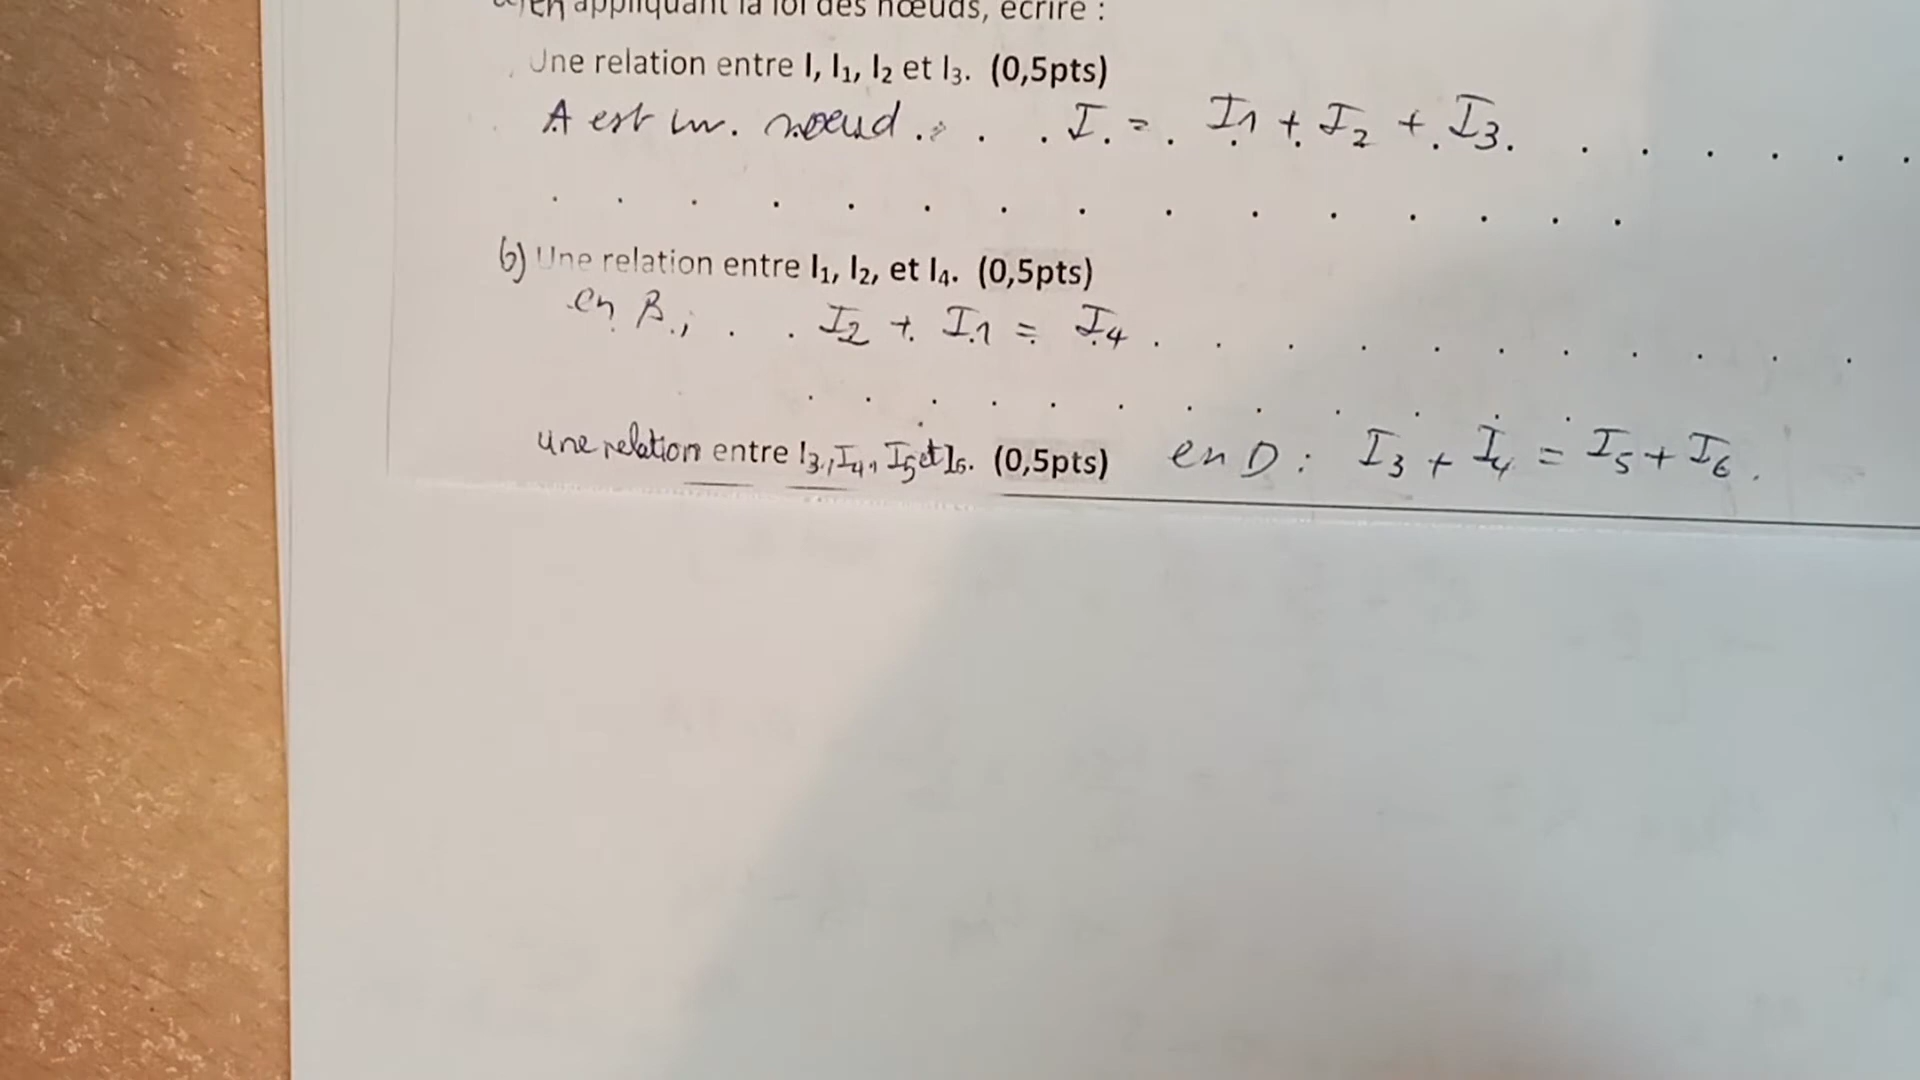 a) En appliquant la loi des nœuds, écrire :
Une relation entre I, I₁, I₂ et I₃. (0,5pts)
A est un noeud : I = I₁ + I₂ + I₃.
b) Une relation entre I₁, I₂, et I₄. (0,5pts)
en B, I₂ + I₁ = I₄
une relation entre I₃, I₄, I₅ et I₆. (0,5pts) en D : I₃ + I₄ = I₅ + I₆.